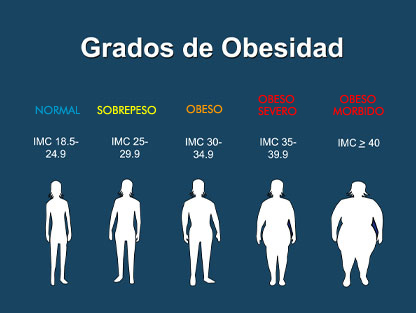 Grados de Obesidad
NORMAL
SOBREPESO
OBESO
OBESO
SEVERO
OBESO
MORBIDO
IMC 18.5-
24.9
IMC 25-
29.9
IMC 30-
34.9
IMC 35-
39.9
IMC ≥ 40